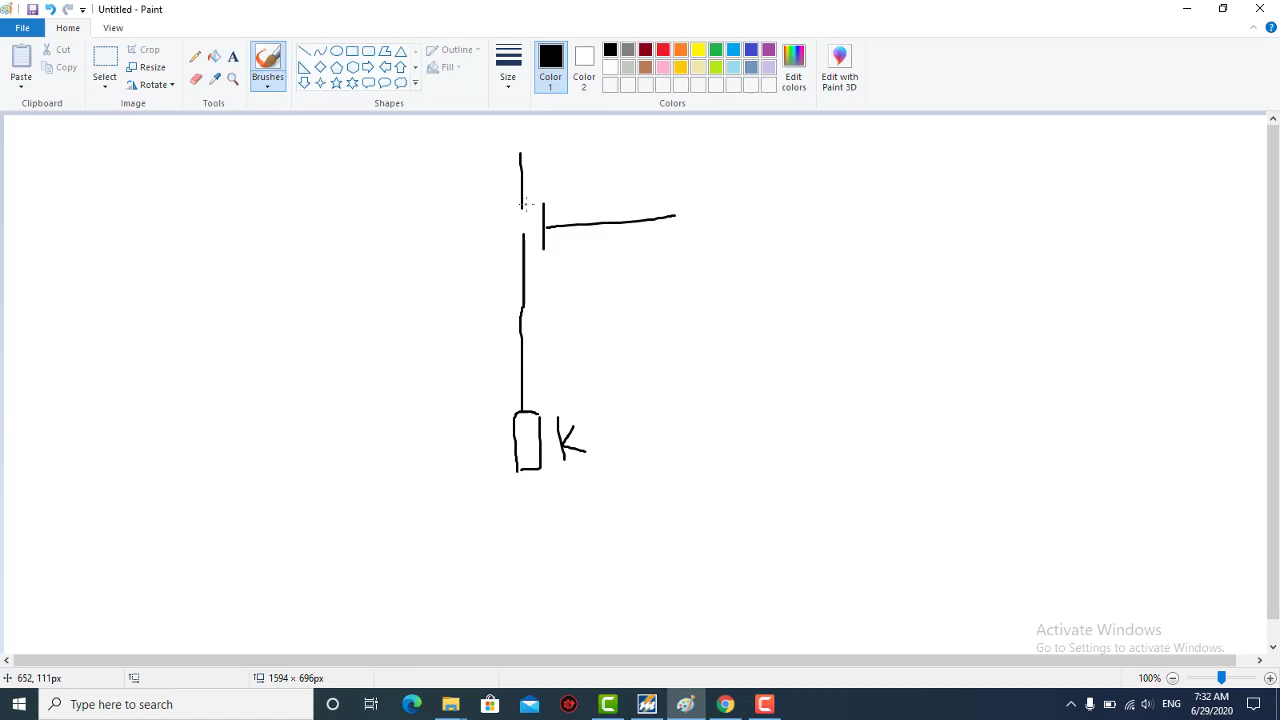 Untitled - Paint
File
Home
View
Paste
Cut
Copy
Clipboard
Select
Crop
Resize
Rotate
Image
Tools
Brushes
Outline
Fill
Shapes
Size
Color 1
Color 2
Edit colors
Colors
Edit with Paint 3D
K
Activate Windows
Go to Settings to activate Windows.
652, 111px
1594 × 696px
100%
Type here to search
ENG
7:32 AM
6/29/2020